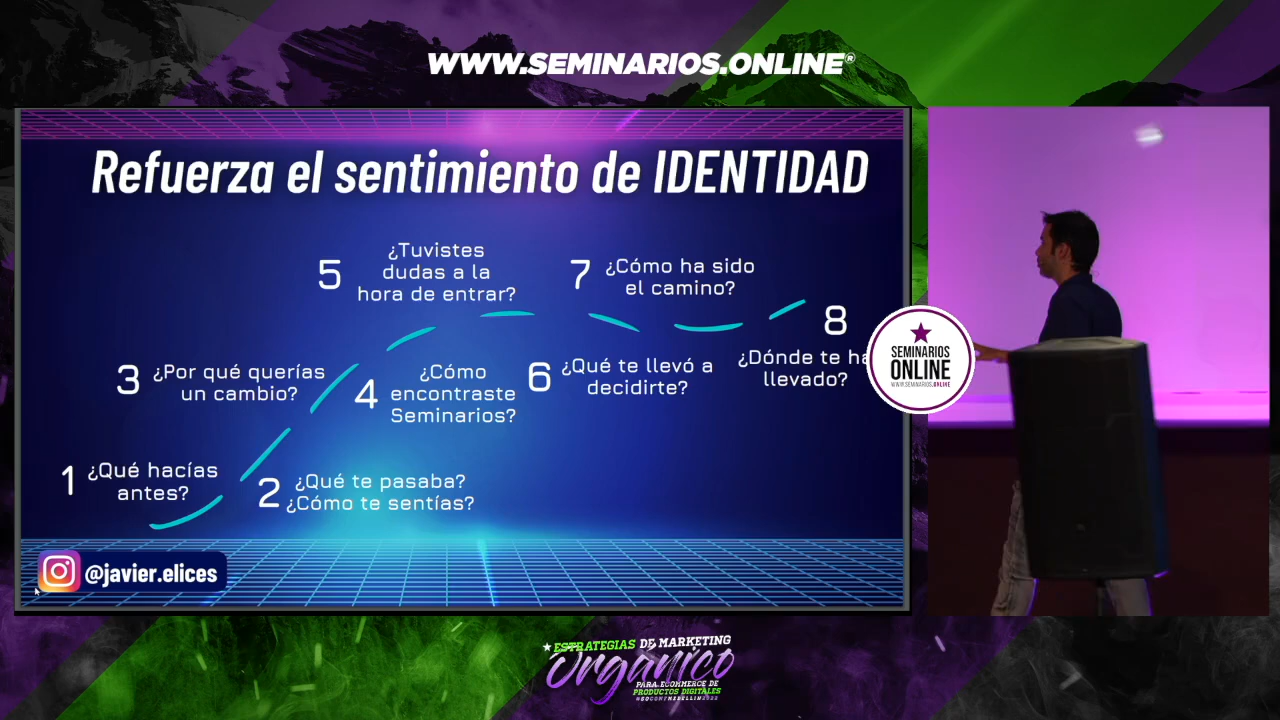 WWW.SEMINARIOS.ONLINE®
Refuerza el sentimiento de IDENTIDAD
5
¿Tuvistes
dudas a la
hora de entrar?
7
¿Cómo ha sido
el camino?
8
¿Dónde te ha
llevado?
3
¿Por qué querías
un cambio?
4
¿Cómo
encontraste
Seminarios?
6
¿Qué te llevó a
decidirte?
1
¿Qué hacías
antes?
2
¿Qué te pasaba?
¿Cómo te sentías?
@javier.elices
SEMINARIOS
ONLINE
WWW.SEMINARIOS.ONLINE
ESTRATEGIAS DE MARKETING
Orgánico
PARA ECOMMERCE DE
PRODUCTOS DIGITALES